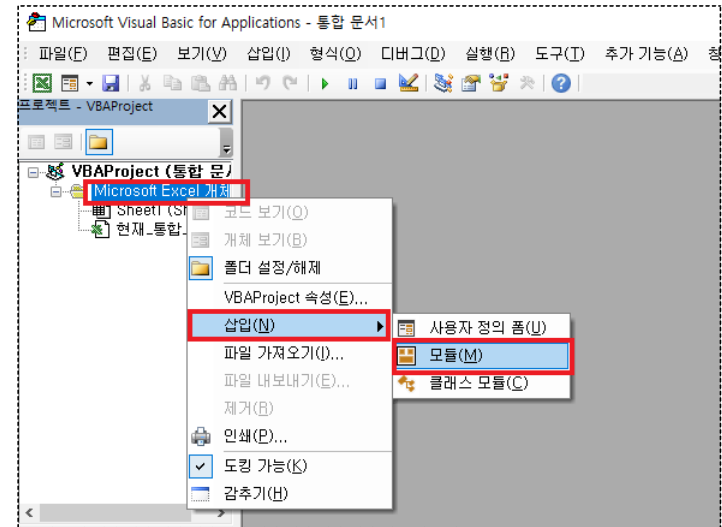 Microsoft Visual Basic for Applications - 통합 문서1
파일(F) 편집(E) 보기(V) 삽입(I) 형식(O) 디버그(D) 실행(R) 도구(T) 추가 기능(A) 창
프로젝트 - VBAProject
VBAProject (통합 문
Microsoft Excel 개체
Sheet1 (S
현재_통합_
코드 보기(O)
개체 보기(B)
폴더 설정/해제
VBAProject 속성(E)...
삽입(N)
파일 가져오기(I)...
파일 내보내기(E)...
제거(R)
인쇄(P)...
도킹 가능(K)
감추기(H)
사용자 정의 폼(U)
모듈(M)
클래스 모듈(C)